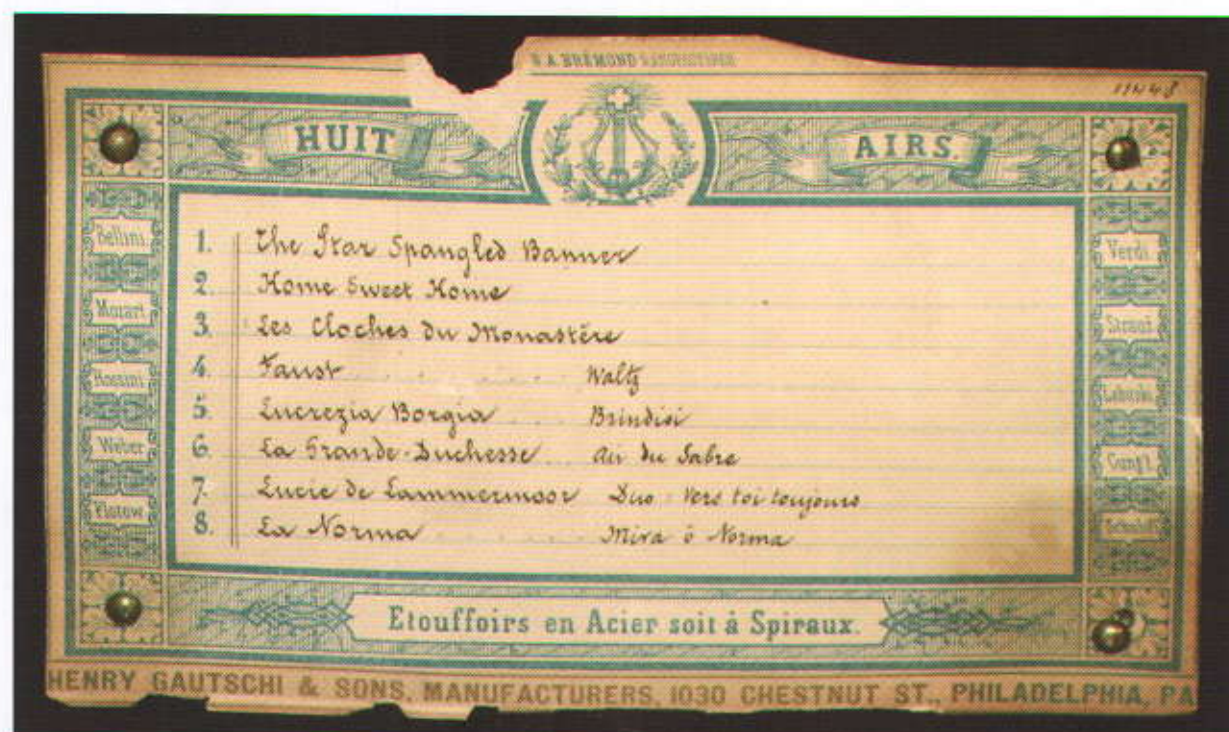 B. A. BRÉMOND
11448
HUIT AIRS.
Bellini.
Mozart
Rossini
Weber
Flotow
1. The Star Spangled Banner
2. Home Sweet Home
3. Les Cloches du Monastère
4. Faust . . . . . . Waltz
5. Lucrezia Borgia . . . Brindisi
6. La Grande-Duchesse . . . Air du Sabre
7. Lucie de Lammermoor Duo Vers toi toujours
8. La Norma . . . . . . Mira ô Norma
Verdi.
Strauß.
Labitzki.
Gung'l.
Etouffoirs en Acier soit à Spiraux.
HENRY GAUTSCHI & SONS, MANUFACTURERS, 1030 CHESTNUT ST., PHILADELPHIA, PA